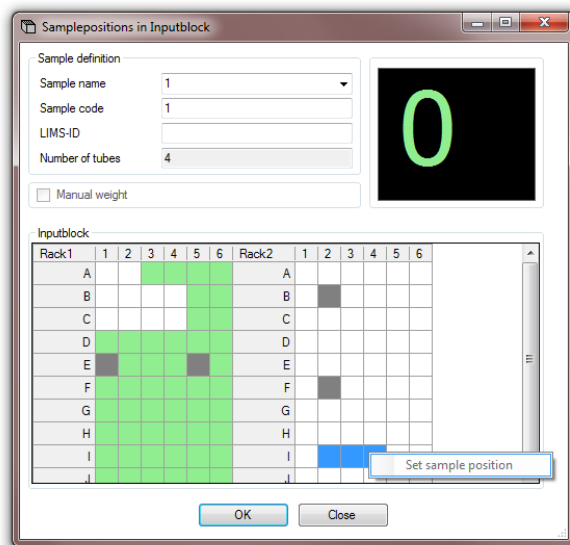 Samplepositions in Inputblock
Sample definition
Sample name 1
Sample code 1
LIMS-ID
Number of tubes 4
0
Manual weight
Inputblock
Rack1 1 2 3 4 5 6 Rack2 1 2 3 4 5 6
A A
B B
C C
D D
E E
F F
G G
H H
I I
J J
Set sample position
OK Close